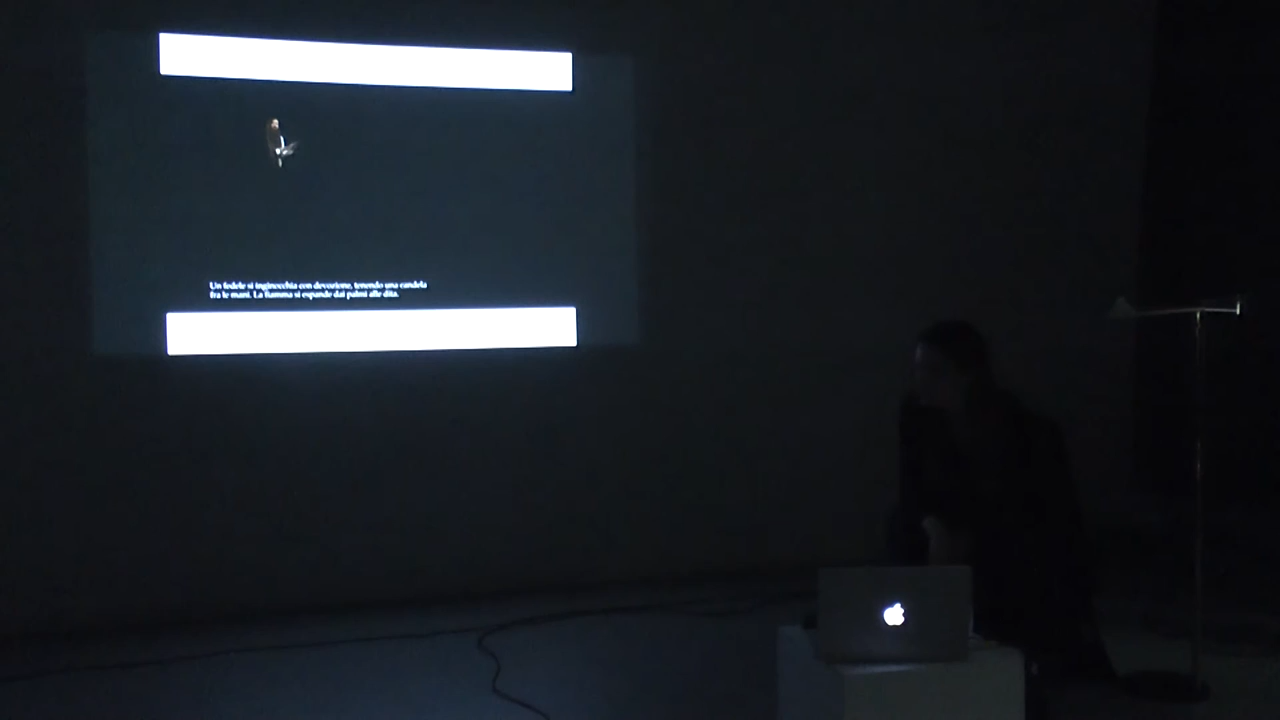 Un fedele si inginocchia con devozione, tenendo una candela
fra le mani. La fiamma si espande dai palmi alle dita.